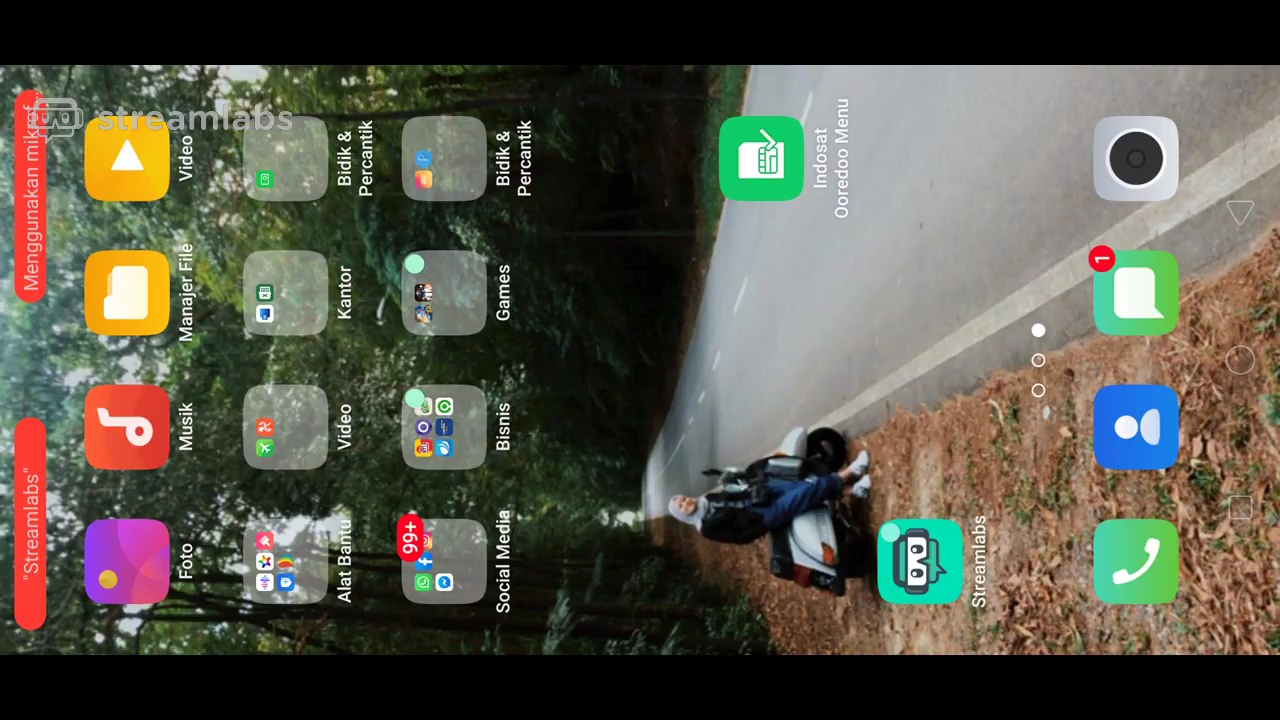 "Streamlabs"
Menggunakan mikrof...
streamlabs
Foto
Musik
Manajer File
Video
Alat Bantu
Video
Kantor
Bidik &
Percantik
99+
Social Media
Bisnis
Games
Bidik &
Percantik
Indosat
Ooredoo Menu
Streamlabs
1